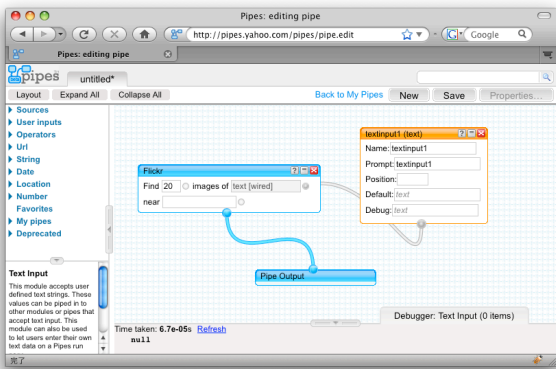 Pipes: editing pipe
http://pipes.yahoo.com/pipes/pipe.edit
Google
Pipes: editing pipe
pipes
untitled*
Layout
Expand All
Collapse All
Back to My Pipes
New
Save
Properties...
Sources
User inputs
Operators
Url
String
Date
Location
Number
Favorites
My pipes
Deprecated
textinput1 (text)
Name: textinput1
Prompt: textinput1
Position:
Default: text
Debug: text
Flickr
Find 20 images of text [wired]
near
Pipe Output
Text Input
This module accepts user
defined text strings. These
values can be piped in to
other modules or pipes that
accept text input. This
module can also be used
to let users enter their own
text data on a Pipes run
Debugger: Text Input (0 items)
Time taken: 6.7e-05s Refresh
null
完了